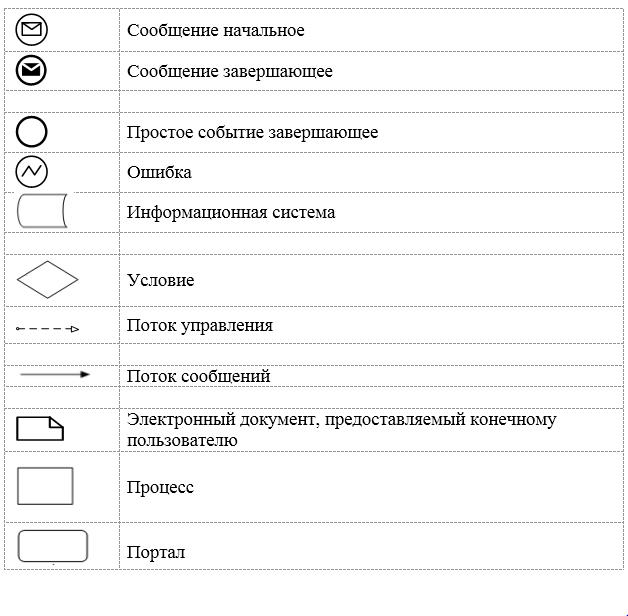 Сообщение начальное
Сообщение завершающее
Простое событие завершающее
Ошибка
Информационная система
Условие
Поток управления
Поток сообщений
Электронный документ, предоставляемый конечному
пользователю
Процесс
Портал